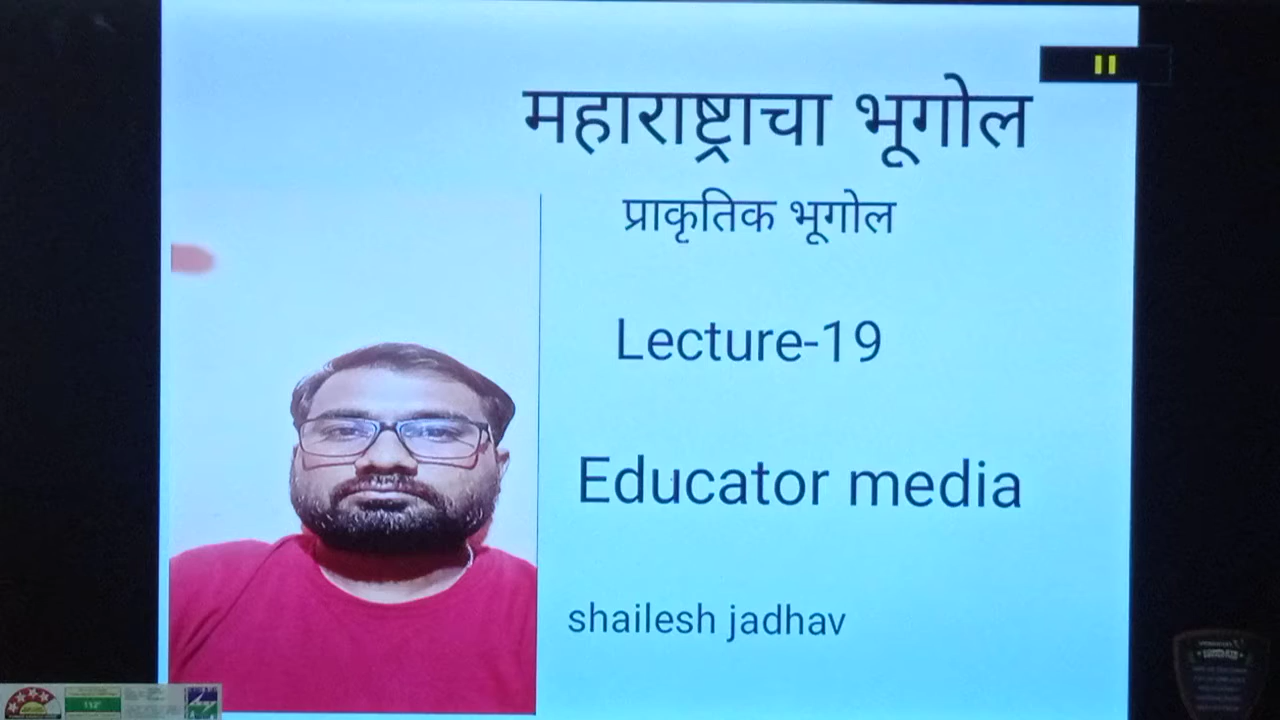 महाराष्ट्राचा भूगोल
प्राकृतिक भूगोल
Lecture-19
Educator media
shailesh jadhav